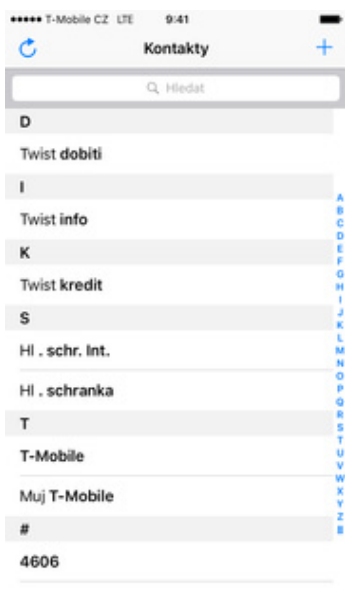 T-Mobile CZ LTE 9:41
Kontakty
Hledat
D
Twist dobiti
I
Twist info
K
Twist kredit
S
Hl . schr. Int.
Hl . schranka
T
T-Mobile
Muj T-Mobile
#
4606
A
B
C
D
E
F
G
H
I
J
K
L
M
N
O
P
Q
R
S
T
U
V
W
X
Y
Z
#